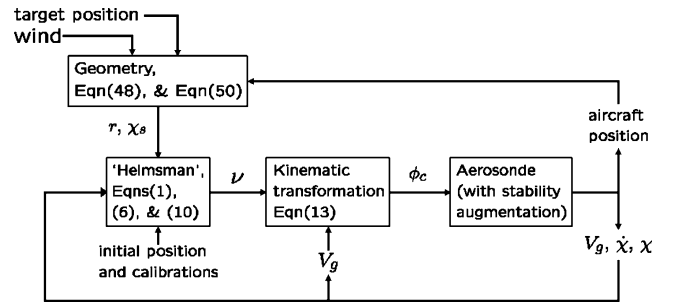 target position
wind
Geometry,
Eqn(48), & Eqn(50)
r, χs
aircraft
position
'Helmsman',
Eqns(1),
(6), & (10)
ν
Kinematic
transformation
Eqn(13)
ϕc
Aerosonde
(with stability
augmentation)
initial position
and calibrations
Vg
Vg, χ̇, χ